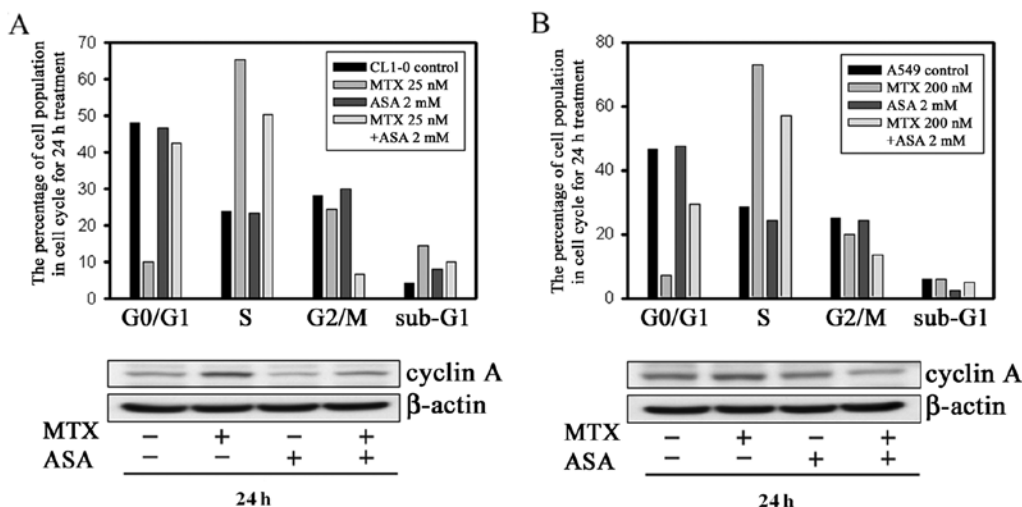 A
The percentage of cell population
in cell cycle for 24 h treatment
70
60
50
40
30
20
10
0
CL1-0 control
MTX 25 nM
ASA 2 mM
MTX 25 nM
+ASA 2 mM
G0/G1 S G2/M sub-G1
cyclin A
β-actin
MTX − + − +
ASA − − + +
24 h
B
The percentage of cell population
in cell cycle for 24 h treatment
80
60
40
20
0
A549 control
MTX 200 nM
ASA 2 mM
MTX 200 nM
+ASA 2 mM
G0/G1 S G2/M sub-G1
cyclin A
β-actin
MTX − + − +
ASA − − + +
24 h